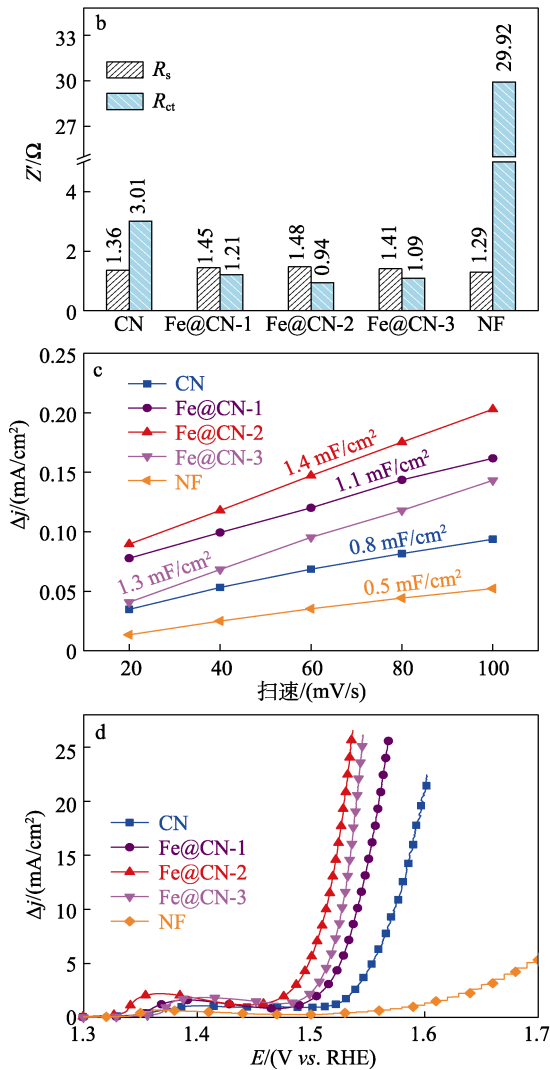 b
33
30
27
24
4
2
0
Z'/Ω
R_s
R_ct
1.36
3.01
1.45
1.21
1.48
0.94
1.41
1.09
1.29
29.92
CN Fe@CN-1 Fe@CN-2 Fe@CN-3 NF
c
0.25
0.20
0.15
0.10
0.05
0
Δj/(mA/cm²)
CN
Fe@CN-1
Fe@CN-2
Fe@CN-3
NF
1.4 mF/cm²
1.1 mF/cm²
1.3 mF/cm²
0.8 mF/cm²
0.5 mF/cm²
20 40 60 80 100
扫速/(mV/s)
d
25
20
15
10
5
0
Δj/(mA/cm²)
CN
Fe@CN-1
Fe@CN-2
Fe@CN-3
NF
1.3 1.4 1.5 1.6 1.7
E/(V vs. RHE)